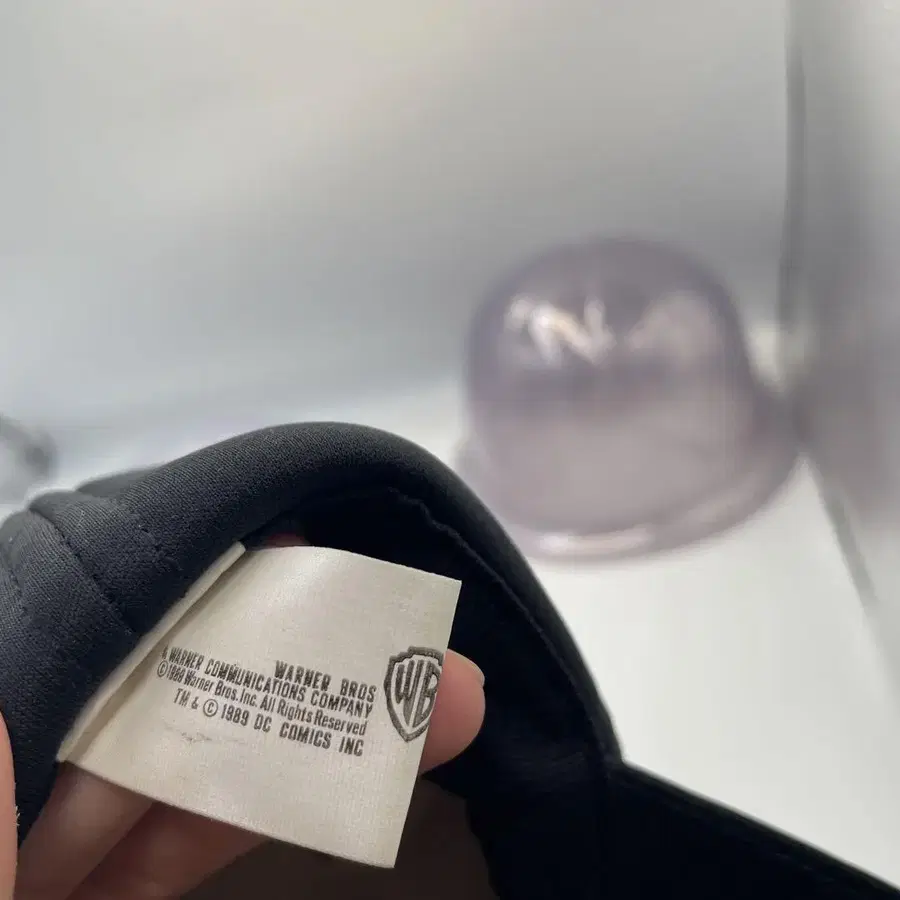 WARNER BROS
A WARNER COMMUNICATIONS COMPANY
©1989 Warner Bros. Inc. All Rights Reserved
TM & © 1989 DC COMICS INC
WB